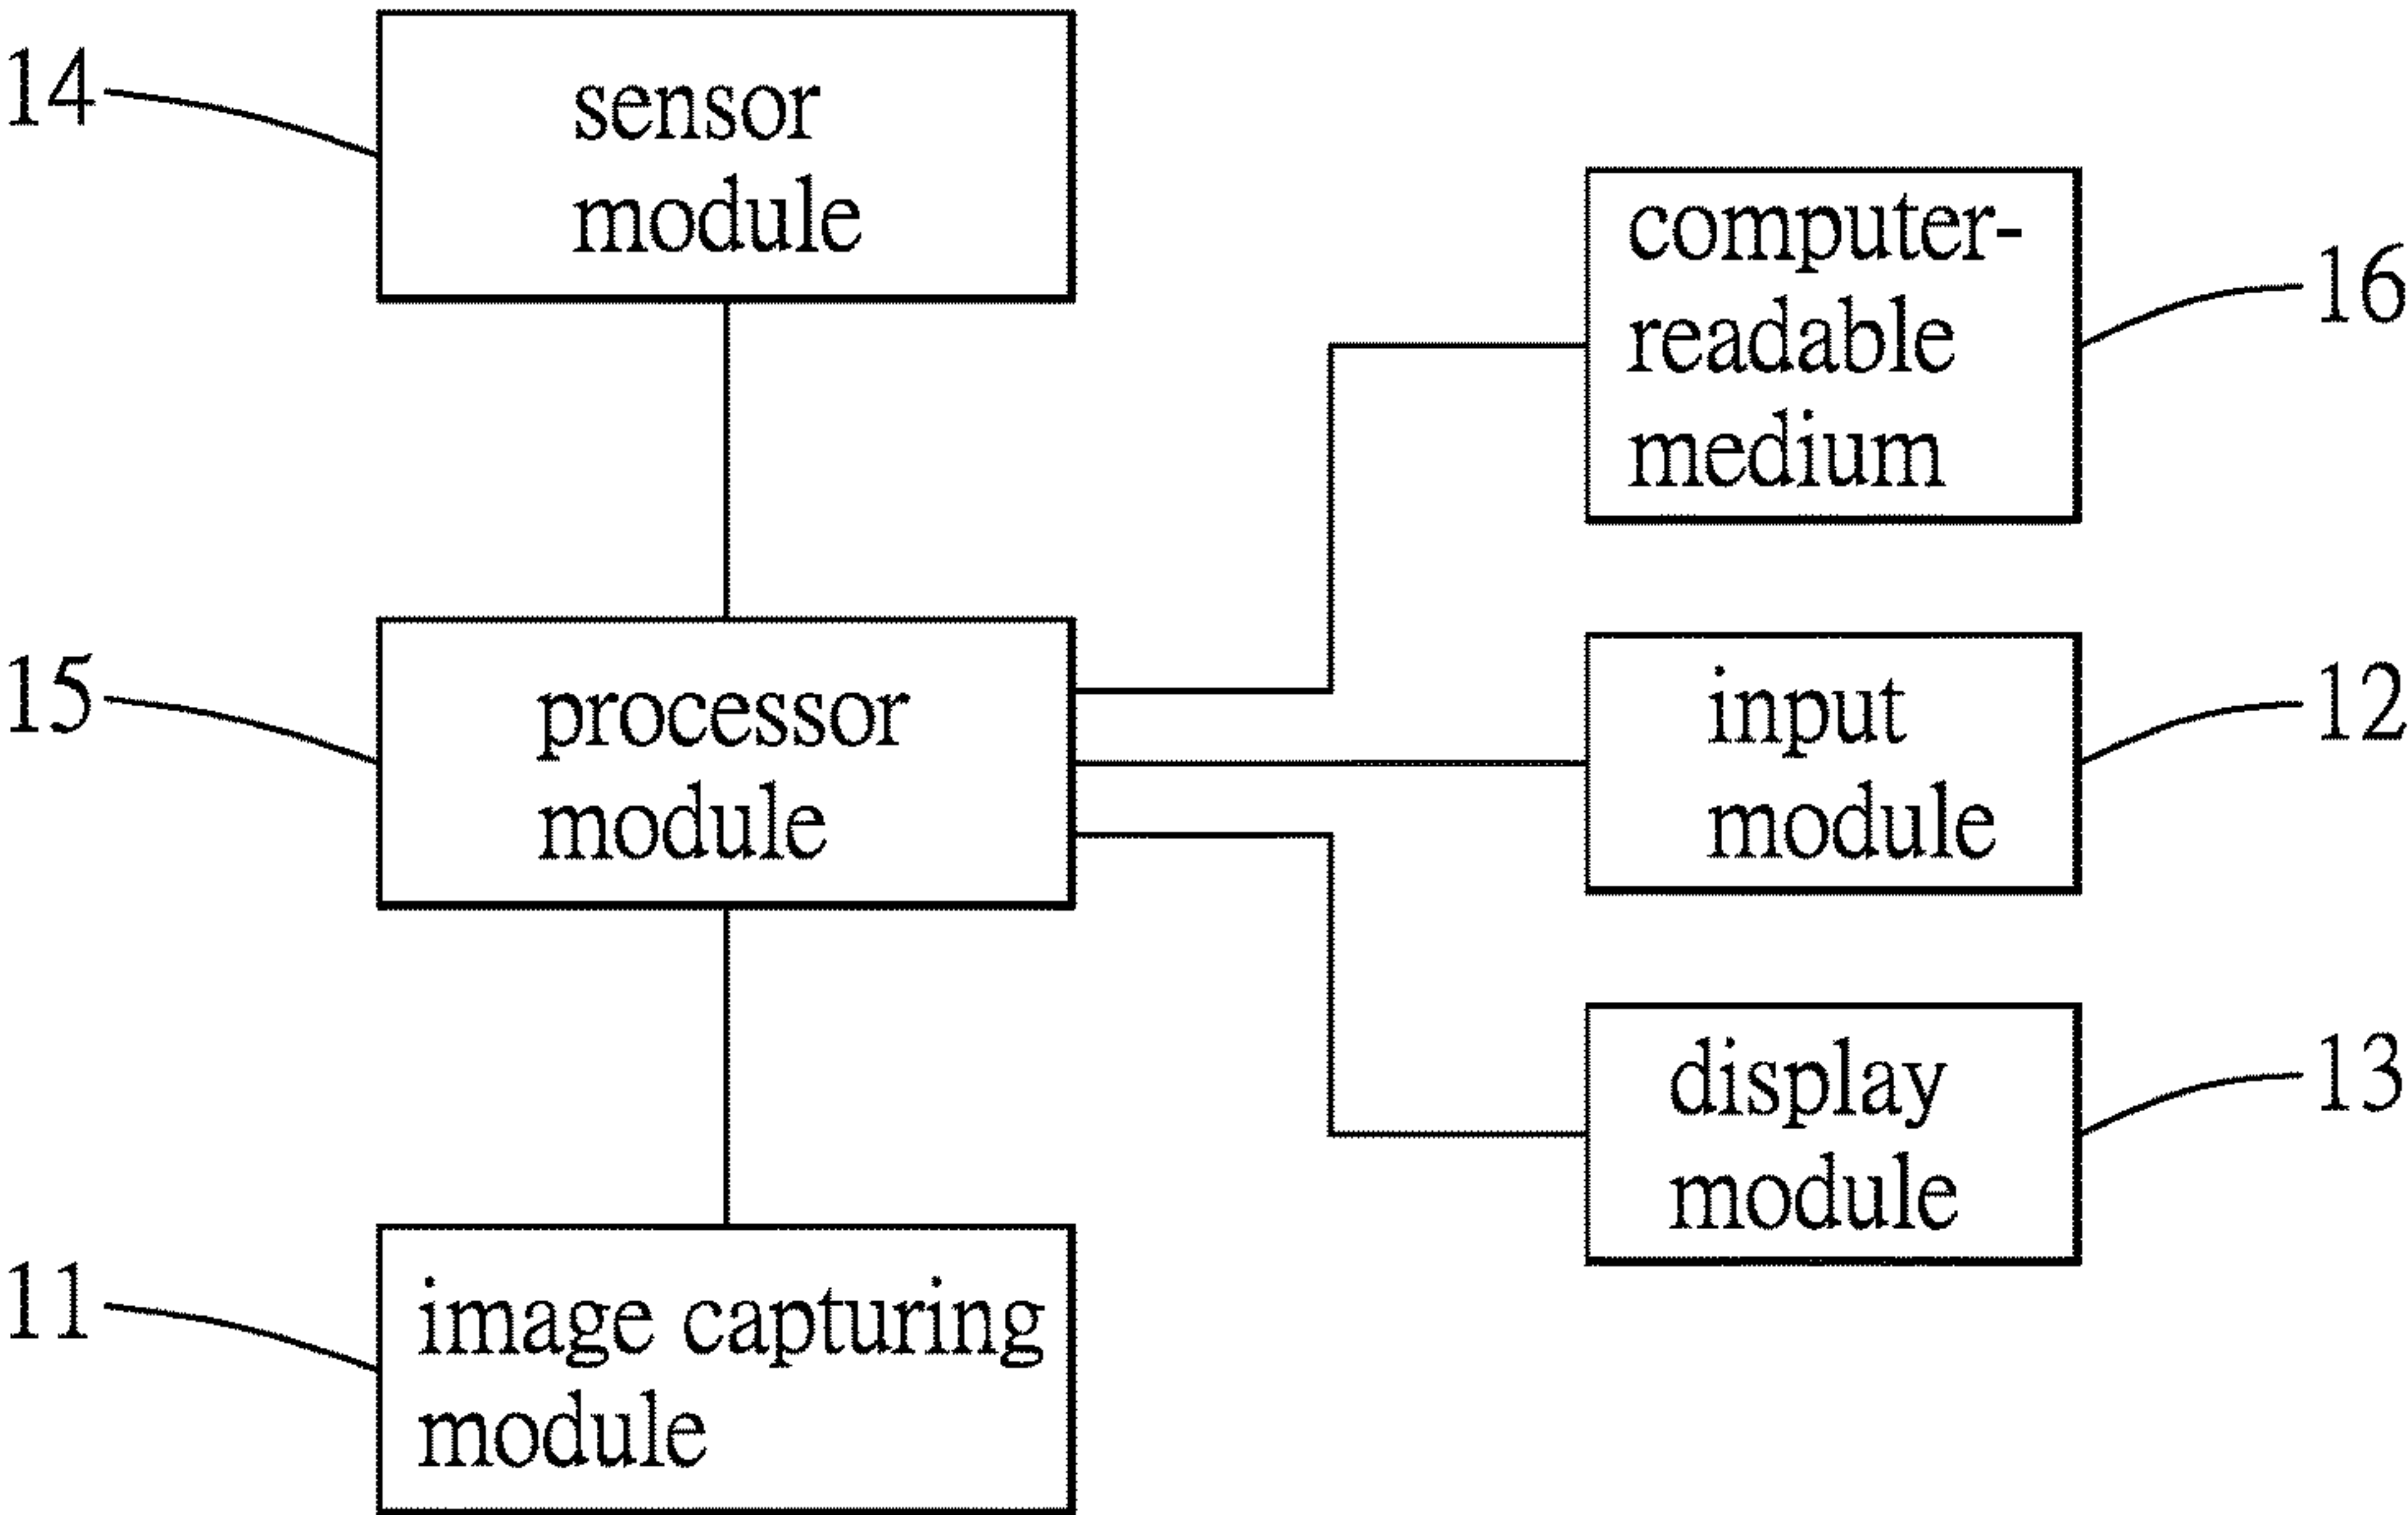 14
sensor
module
computer-
readable
medium
16
15
processor
module
input
module
12
display
module
13
11
image capturing
module